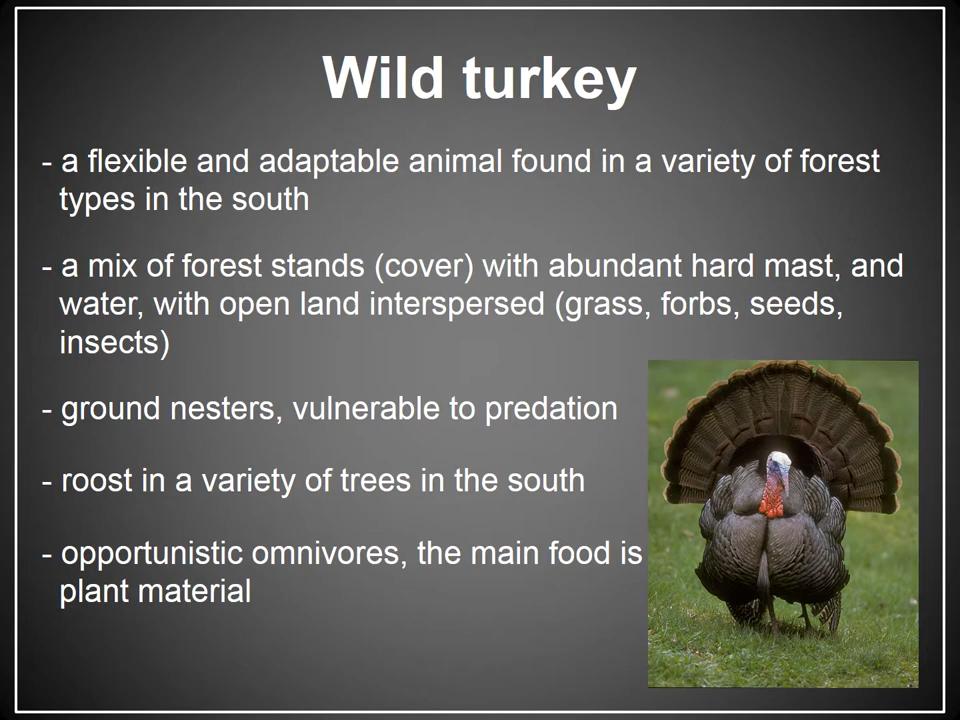 Wild turkey
- a flexible and adaptable animal found in a variety of forest
types in the south
- a mix of forest stands (cover) with abundant hard mast, and
water, with open land interspersed (grass, forbs, seeds,
insects)
- ground nesters, vulnerable to predation
- roost in a variety of trees in the south
- opportunistic omnivores, the main food is
plant material